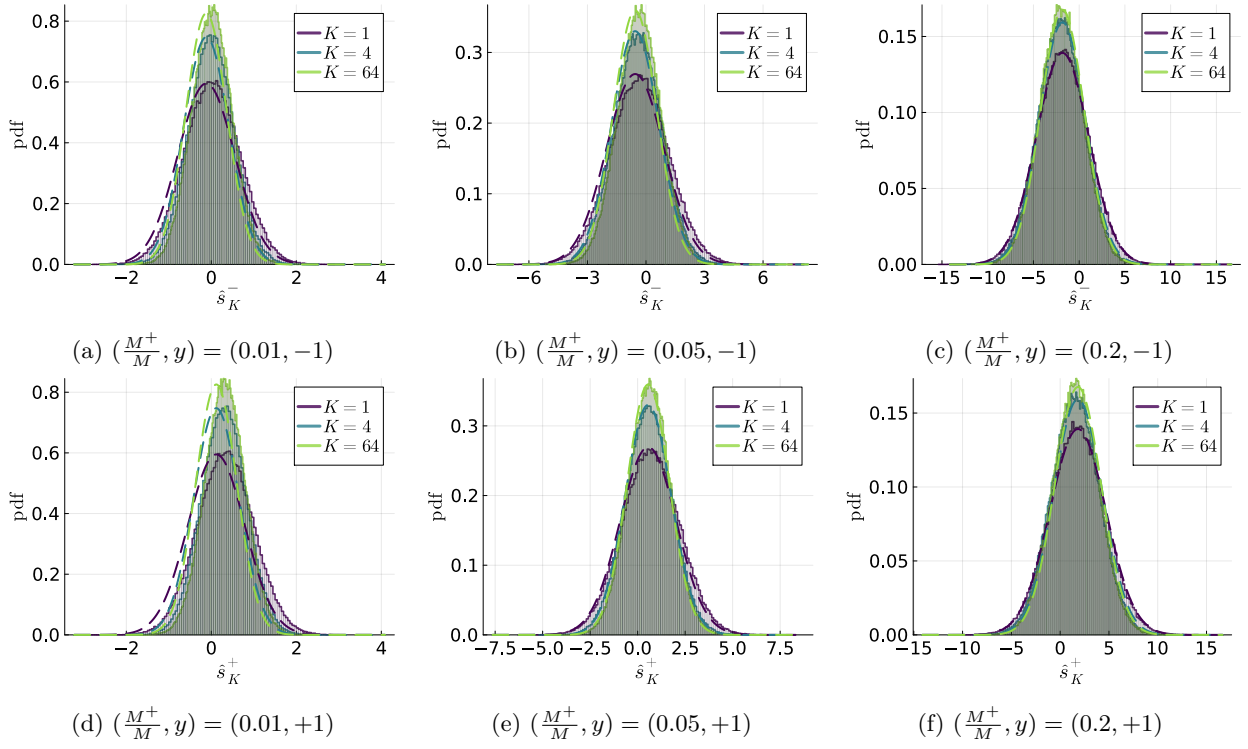 0.8
0.6
0.4
0.2
0.0
pdf
−2 0 2 4
ŝ_K^−
K = 1
K = 4
K = 64
(a) (M^+/M, y) = (0.01, −1)
0.3
0.2
0.1
0.0
pdf
−6 −3 0 3 6
ŝ_K^−
K = 1
K = 4
K = 64
(b) (M^+/M, y) = (0.05, −1)
0.15
0.10
0.05
0.00
pdf
−15 −10 −5 0 5 10 15
ŝ_K^−
K = 1
K = 4
K = 64
(c) (M^+/M, y) = (0.2, −1)
0.8
0.6
0.4
0.2
0.0
pdf
−2 0 2 4
ŝ_K^+
K = 1
K = 4
K = 64
(d) (M^+/M, y) = (0.01, +1)
0.3
0.2
0.1
0.0
pdf
−7.5 −5.0 −2.5 0.0 2.5 5.0 7.5
ŝ_K^+
K = 1
K = 4
K = 64
(e) (M^+/M, y) = (0.05, +1)
0.15
0.10
0.05
0.00
pdf
−15 −10 −5 0 5 10 15
ŝ_K^+
K = 1
K = 4
K = 64
(f) (M^+/M, y) = (0.2, +1)